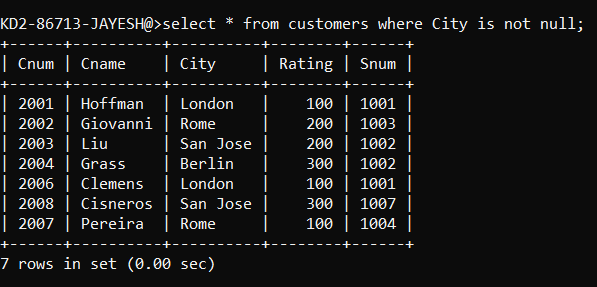 KD2-86713-JAYESH@>select * from customers where City is not null;
+------+----------+----------+--------+------+
| Cnum | Cname    | City     | Rating | Snum |
+------+----------+----------+--------+------+
| 2001 | Hoffman  | London   |    100 | 1001 |
| 2002 | Giovanni | Rome     |    200 | 1003 |
| 2003 | Liu      | San Jose |    200 | 1002 |
| 2004 | Grass    | Berlin   |    300 | 1002 |
| 2006 | Clemens  | London   |    100 | 1001 |
| 2008 | Cisneros | San Jose |    300 | 1007 |
| 2007 | Pereira  | Rome     |    100 | 1004 |
+------+----------+----------+--------+------+
7 rows in set (0.00 sec)